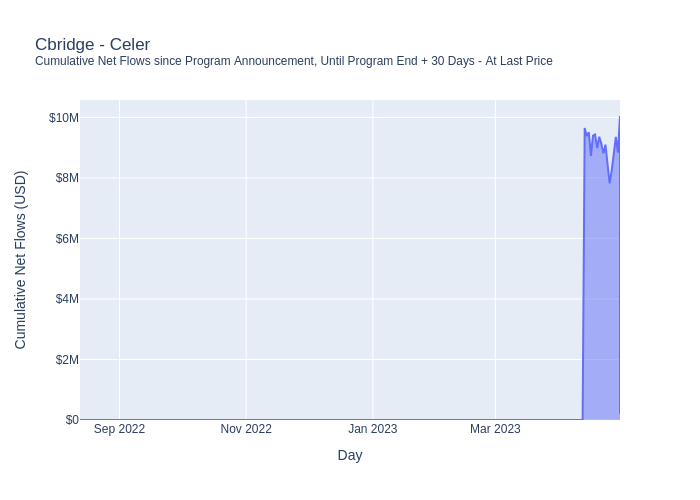 Cbridge - Celer
Cumulative Net Flows since Program Announcement, Until Program End + 30 Days - At Last Price
Cumulative Net Flows (USD)
$10M
$8M
$6M
$4M
$2M
$0
Sep 2022
Nov 2022
Jan 2023
Mar 2023
Day